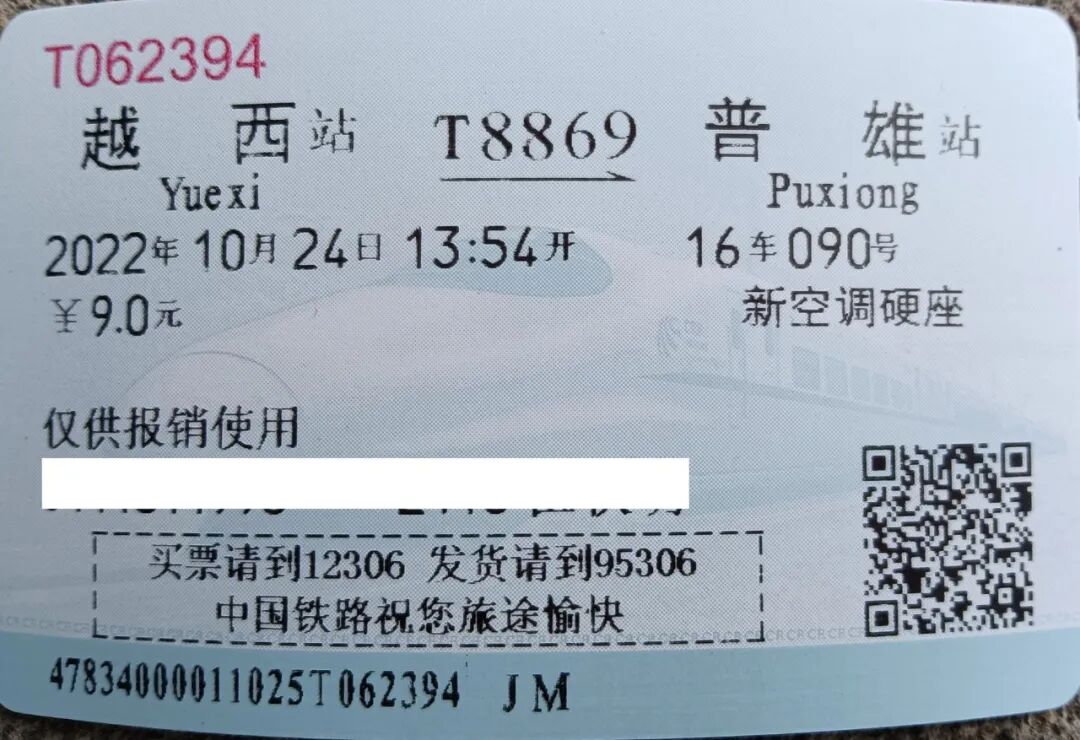 T062394
越西站 T8869 普雄站
Yuexi Puxiong
2022年10月24日 13:54开 16车090号
¥9.0元 新空调硬座
仅供报销使用
买票请到12306 发货请到95306
中国铁路祝您旅途愉快
47834000011025T062394 JM